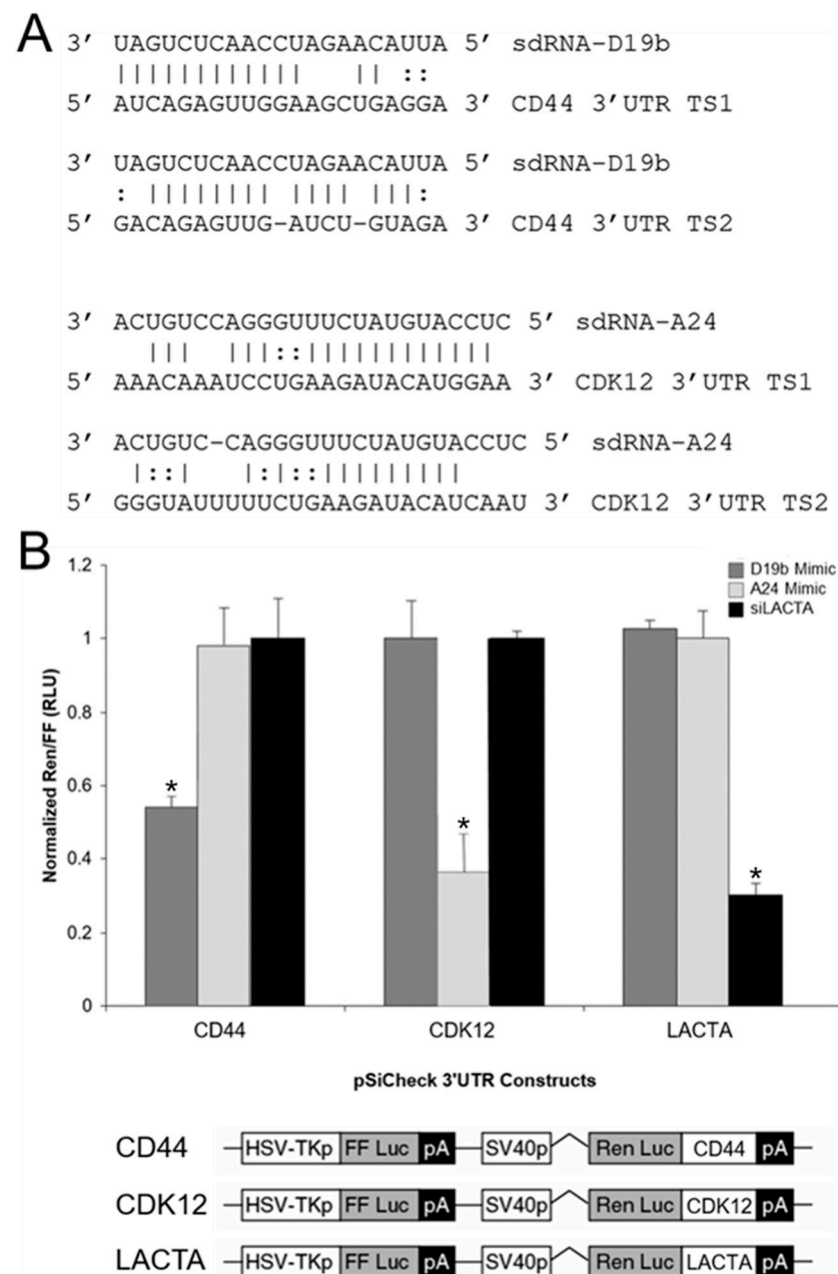 A
3′ UAGUCUCAACCUAGAACAUUA 5′ sdRNA-D19b
|||||||||||| || ::
5′ AUCAGAGUUGGAAGCUGAGGA 3′ CD44 3′UTR TS1
3′ UAGUCUCAACCUAGAACAUUA 5′ sdRNA-D19b
: |||||||| |||| |||:
5′ GACAGAGUUG-AUCU-GUAGA 3′ CD44 3′UTR TS2
3′ ACUGUCCAGGGUUUCUAUGUACCUC 5′ sdRNA-A24
||| |||::||||||||||||
5′ AAACAAAUCCUGAAGAUACAUGGAA 3′ CDK12 3′UTR TS1
3′ ACUGUC-CAGGGUUUCUAUGUACCUC 5′ sdRNA-A24
|::| |:|::|||||||||
5′ GGGUAUUUUUCUGAAGAUACAUCAAU 3′ CDK12 3′UTR TS2
B
D19b Mimic
A24 Mimic
siLACTA
Normalized Ren/FF (RLU)
1.2
1
0.8
0.6
0.4
0.2
0
*
*
*
CD44 CDK12 LACTA
pSiCheck 3'UTR Constructs
CD44 HSV-TKp FF Luc pA SV40p Ren Luc CD44 pA
CDK12 HSV-TKp FF Luc pA SV40p Ren Luc CDK12 pA
LACTA HSV-TKp FF Luc pA SV40p Ren Luc LACTA pA